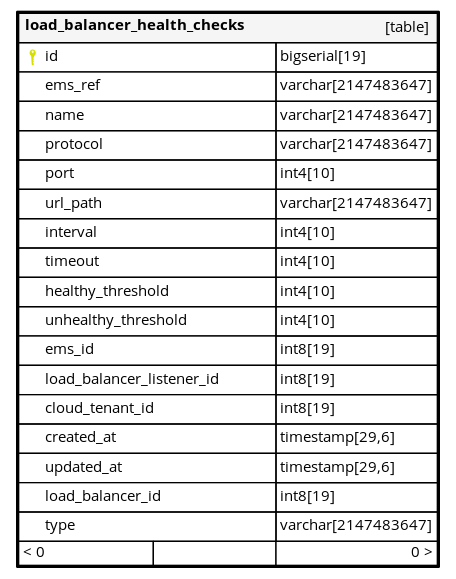 load_balancer_health_checks [table]
id bigserial[19]
ems_ref varchar[2147483647]
name varchar[2147483647]
protocol varchar[2147483647]
port int4[10]
url_path varchar[2147483647]
interval int4[10]
timeout int4[10]
healthy_threshold int4[10]
unhealthy_threshold int4[10]
ems_id int8[19]
load_balancer_listener_id int8[19]
cloud_tenant_id int8[19]
created_at timestamp[29,6]
updated_at timestamp[29,6]
load_balancer_id int8[19]
type varchar[2147483647]
< 0 0 >